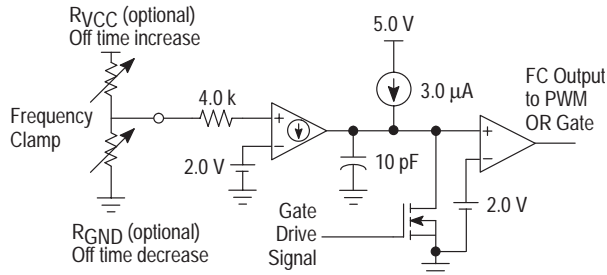 RVCC (optional)
Off time increase
Frequency
Clamp
RGND (optional)
Off time decrease
4.0 k
2.0 V
+
−
5.0 V
3.0 µA
10 pF
Gate
Drive
Signal
+
−
2.0 V
FC Output
to PWM
OR Gate